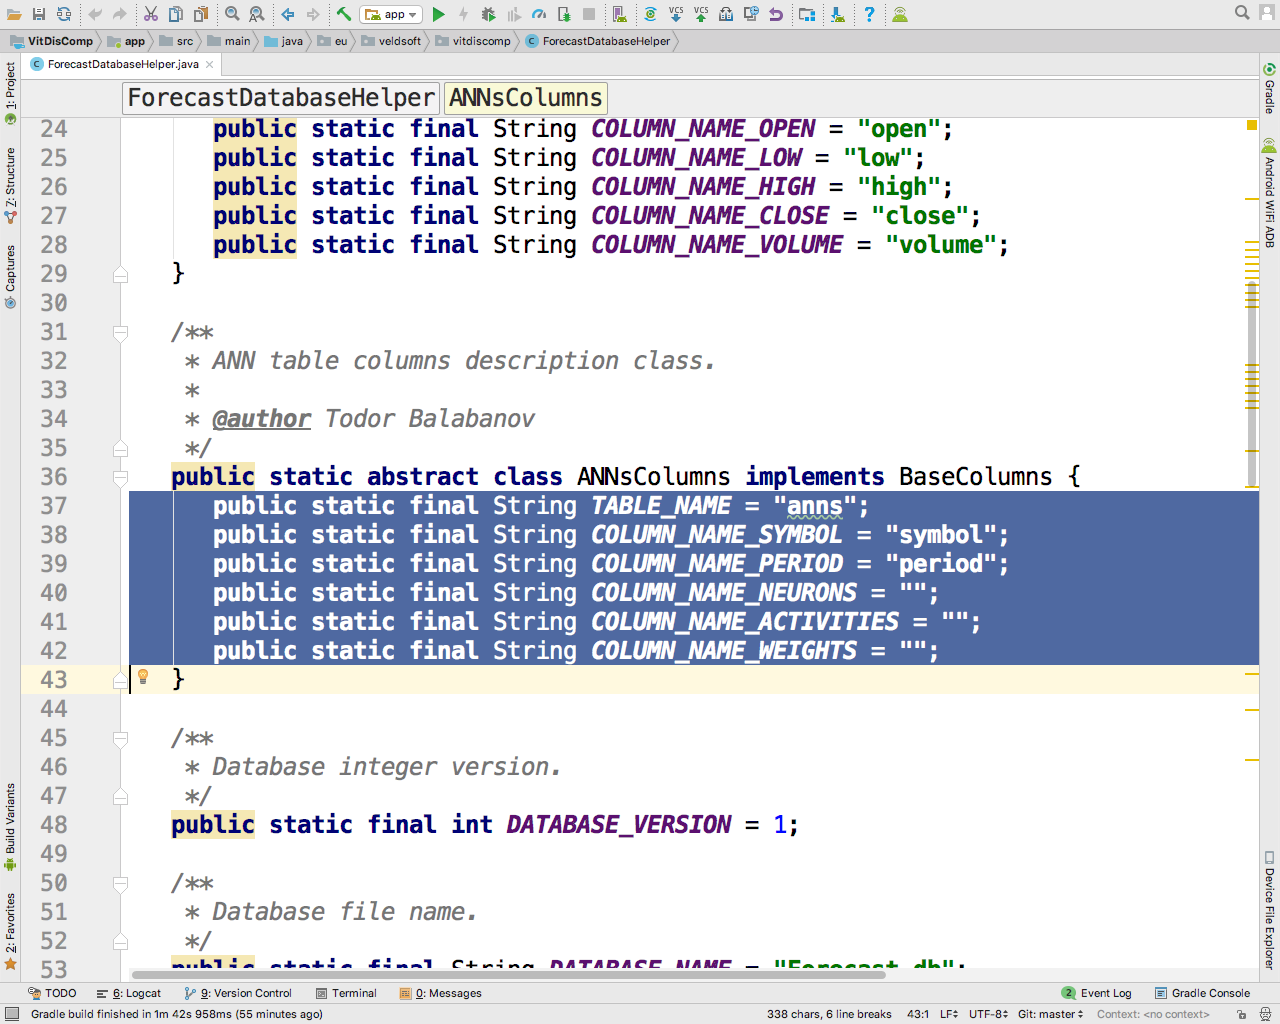 app
VitDisComp app src main java eu veldsoft vitdiscomp ForecastDatabaseHelper
ForecastDatabaseHelper.java
ForecastDatabaseHelper ANNsColumns
24 public static final String COLUMN_NAME_OPEN = "open";
25 public static final String COLUMN_NAME_LOW = "low";
26 public static final String COLUMN_NAME_HIGH = "high";
27 public static final String COLUMN_NAME_CLOSE = "close";
28 public static final String COLUMN_NAME_VOLUME = "volume";
29 }
30
31 /**
32 * ANN table columns description class.
33 *
34 * @author Todor Balabanov
35 */
36 public static abstract class ANNsColumns implements BaseColumns {
37 public static final String TABLE_NAME = "anns";
38 public static final String COLUMN_NAME_SYMBOL = "symbol";
39 public static final String COLUMN_NAME_PERIOD = "period";
40 public static final String COLUMN_NAME_NEURONS = "";
41 public static final String COLUMN_NAME_ACTIVITIES = "";
42 public static final String COLUMN_NAME_WEIGHTS = "";
43 }
44
45 /**
46 * Database integer version.
47 */
48 public static final int DATABASE_VERSION = 1;
49
50 /**
51 * Database file name.
52 */
53 public static final String DATABASE_NAME = "Forecast.db";
1: Project
7: Structure
Captures
Build Variants
2: Favorites
Gradle
Android WiFi ADB
Device File Explorer
TODO 6: Logcat 9: Version Control Terminal 0: Messages 2 Event Log Gradle Console
Gradle build finished in 1m 42s 958ms (55 minutes ago) 338 chars, 6 line breaks 43:1 LF UTF-8 Git: master Context: <no context>